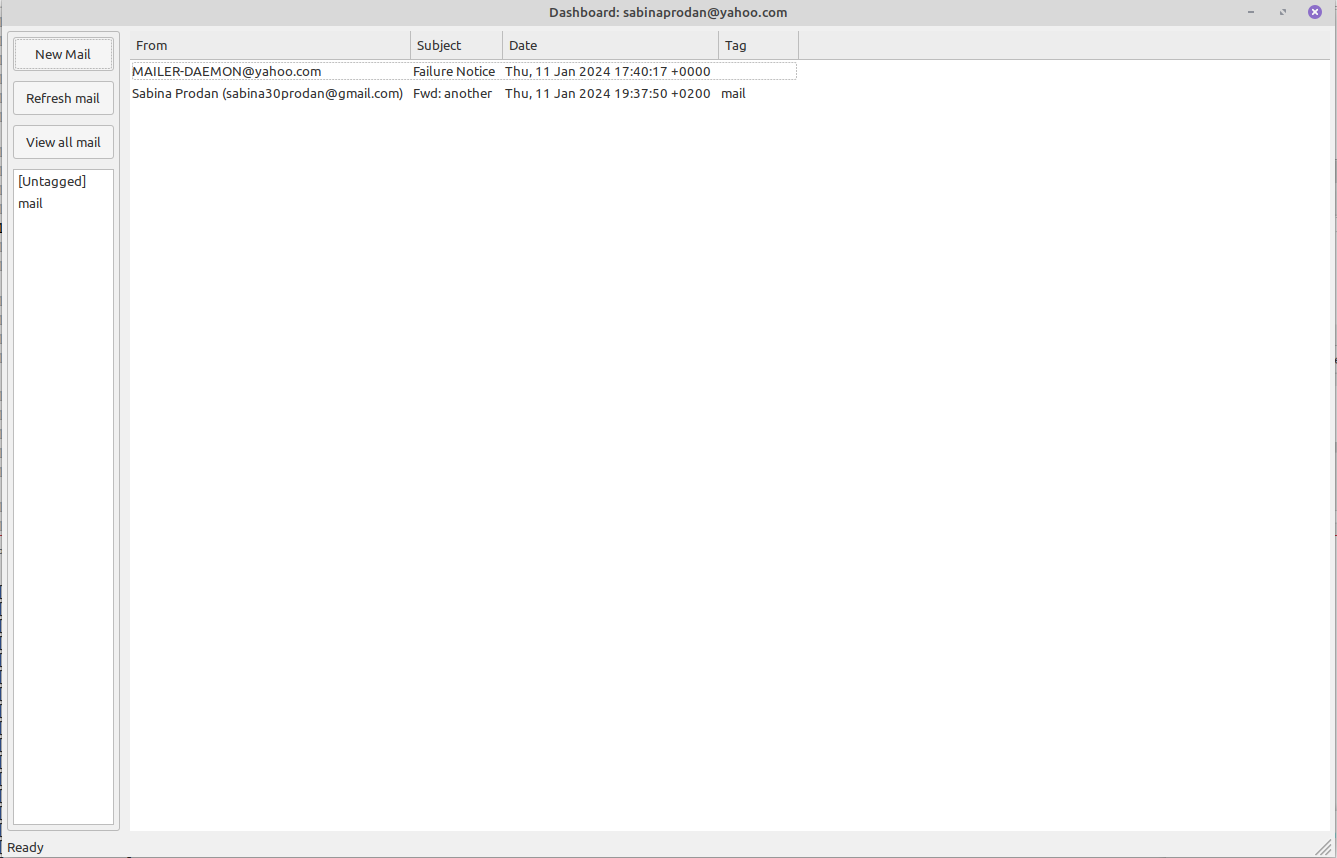 Dashboard: sabinaprodan@yahoo.com
New Mail
Refresh mail
View all mail
[Untagged]
mail
From Subject Date Tag
MAILER-DAEMON@yahoo.com Failure Notice Thu, 11 Jan 2024 17:40:17 +0000
Sabina Prodan (sabina30prodan@gmail.com) Fwd: another Thu, 11 Jan 2024 19:37:50 +0200 mail
Ready